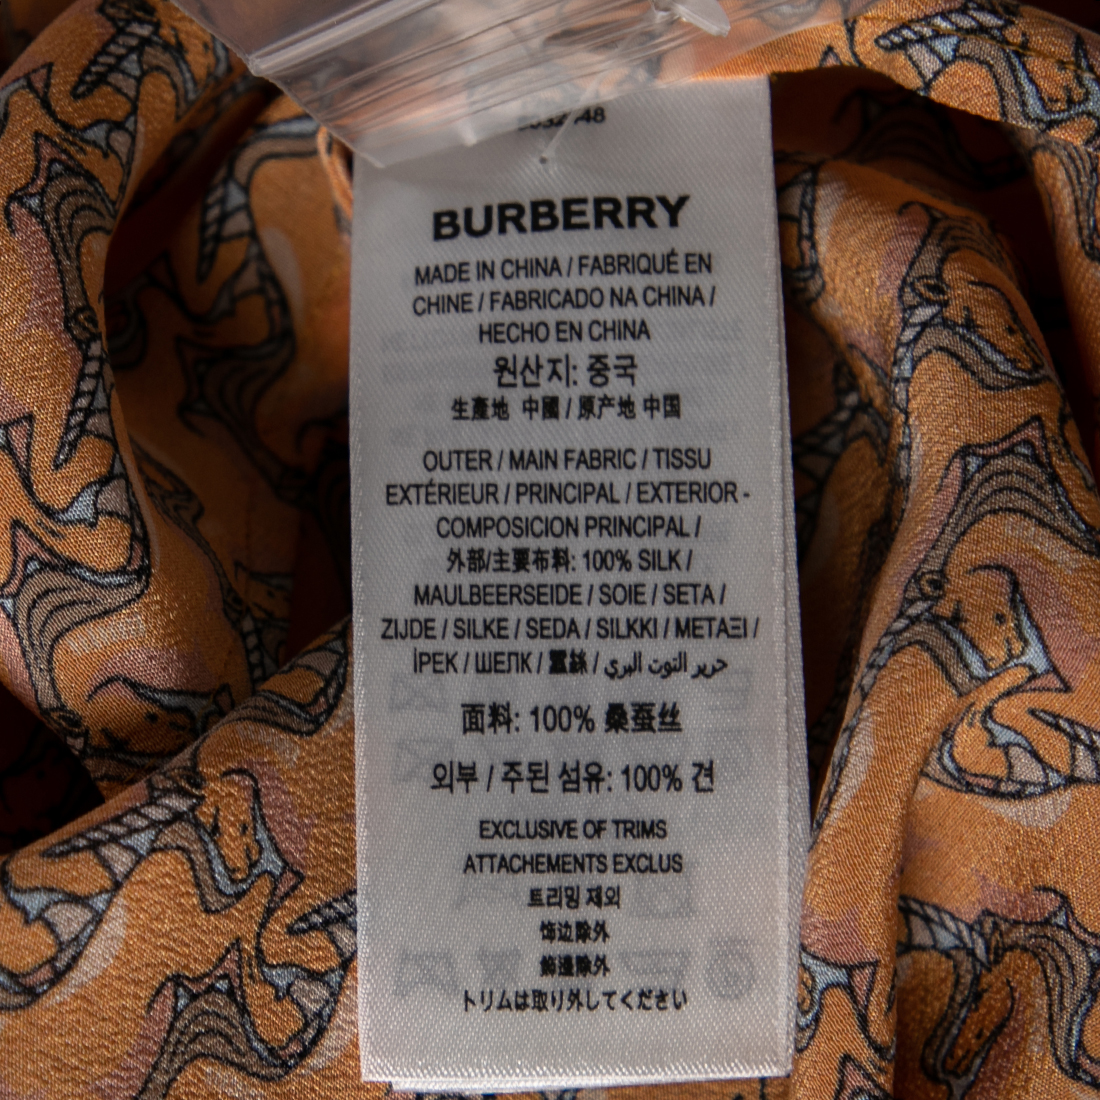 BURBERRY
MADE IN CHINA / FABRIQUÉ EN
CHINE / FABRICADO NA CHINA /
HECHO EN CHINA
원산지: 중국
生產地 中國 / 原产地 中国
OUTER / MAIN FABRIC / TISSU
EXTÉRIEUR / PRINCIPAL / EXTERIOR -
COMPOSICION PRINCIPAL /
外部/主要布料: 100% SILK /
MAULBEERSEIDE / SOIE / SETA /
ZIJDE / SILKE / SEDA / SILKKI / ΜΕΤΑΞΙ /
İPEK / ШЕЛК / 蠶絲 / حرير التوت البري
面料: 100% 桑蚕丝
외부 / 주된 섬유: 100% 견
EXCLUSIVE OF TRIMS
ATTACHEMENTS EXCLUS
트리밍 제외
饰边除外
飾邊除外
トリムは取り外してください